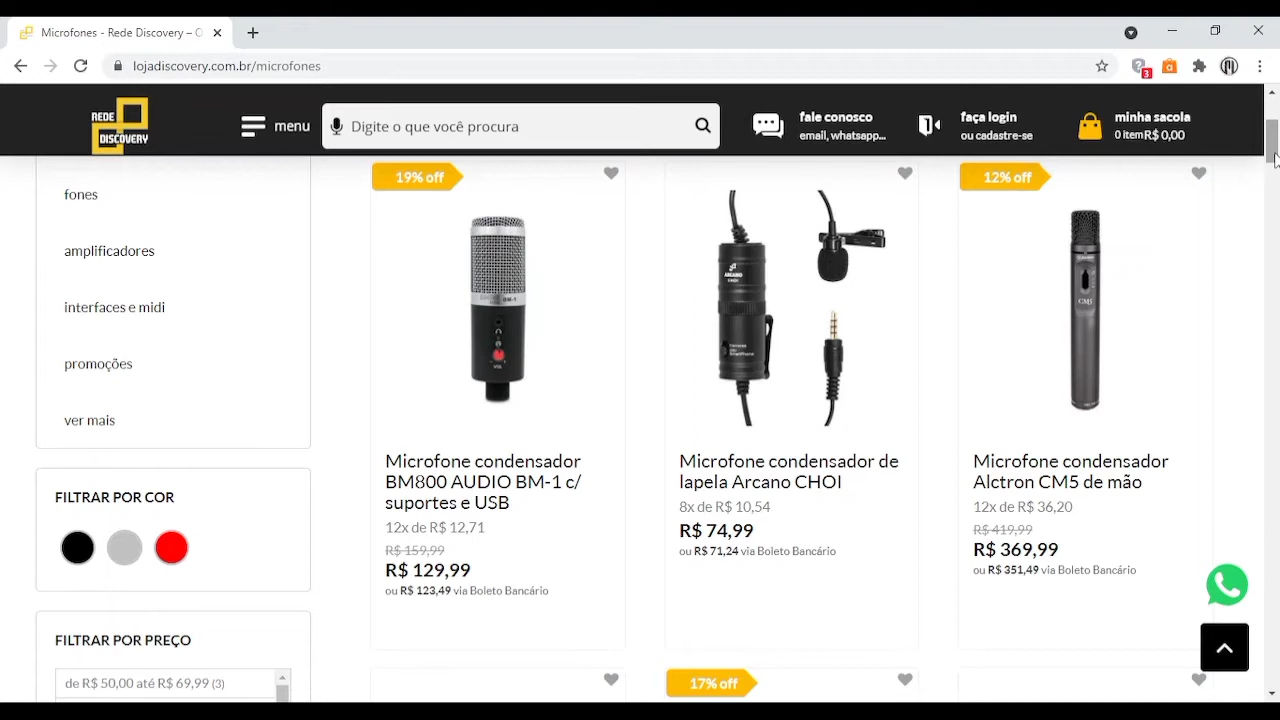 Microfones - Rede Discovery – O
lojadiscovery.com.br/microfones
3
REDE
DISCOVERY
menu
Digite o que você procura
fale conosco
email, whatsapp...
faça login
ou cadastre-se
minha sacola
0 item R$ 0,00
fones
amplificadores
interfaces e midi
promoções
ver mais
FILTRAR POR COR
FILTRAR POR PREÇO
de R$ 50,00 até R$ 69,99 (3)
19% off
BM-1
VOL
Microfone condensador
BM800 AUDIO BM-1 c/
suportes e USB
12x de R$ 12,71
R$ 159,99
R$ 129,99
ou R$ 123,49 via Boleto Bancário
ARCANO
Microfone condensador de
lapela Arcano CHOI
8x de R$ 10,54
R$ 74,99
ou R$ 71,24 via Boleto Bancário
12% off
CM5
Microfone condensador
Alctron CM5 de mão
12x de R$ 36,20
R$ 419,99
R$ 369,99
ou R$ 351,49 via Boleto Bancário
17% off